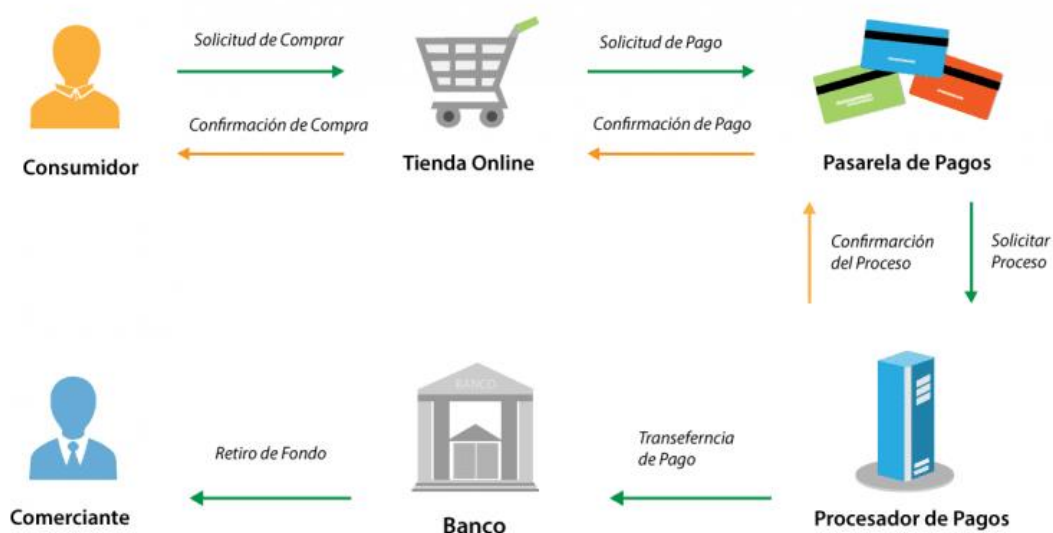 Solicitud de Comprar
Solicitud de Pago
Confirmación de Compra
Confirmación de Pago
Consumidor
Tienda Online
Pasarela de Pagos
Confirmarción
del Proceso
Solicitar
Proceso
BANCO
Retiro de Fondo
Transeferncia
de Pago
Comerciante
Banco
Procesador de Pagos